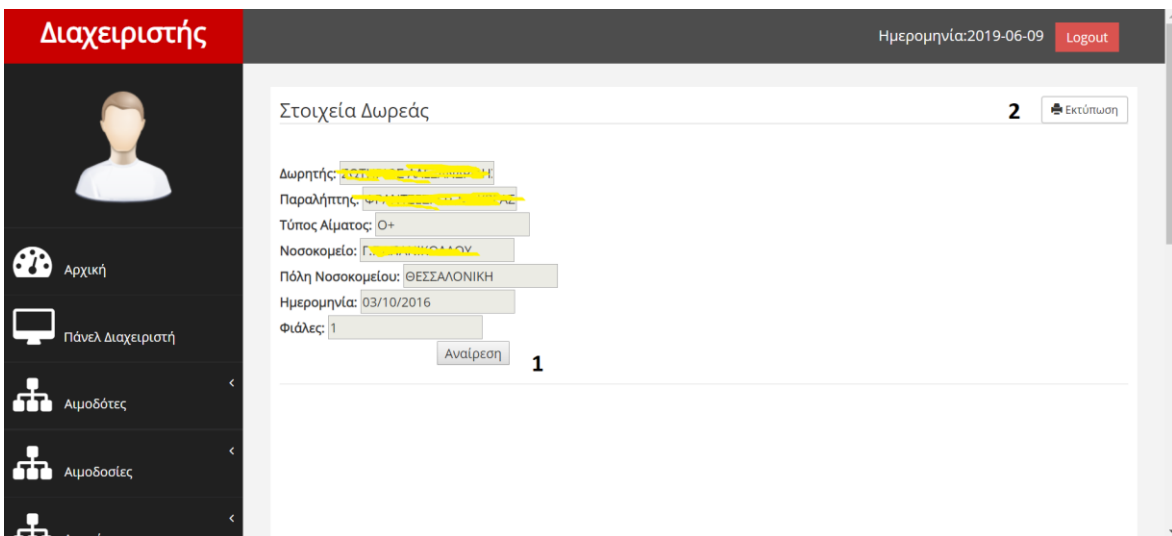 Διαχειριστής
Ημερομηνία:2019-06-09 Logout
Στοιχεία Δωρεάς
2 Εκτύπωση
Δωρητής:
Παραλήπτης:
Τύπος Αίματος: O+
Νοσοκομείο:
Πόλη Νοσοκομείου: ΘΕΣΣΑΛΟΝΙΚΗ
Ημερομηνία: 03/10/2016
Φιάλες: 1
Αναίρεση 1
Αρχική
Πάνελ Διαχειριστή
Αιμοδότες
Αιμοδοσίες